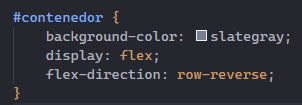 #contenedor {
    background-color: slategray;
    display: flex;
    flex-direction: row-reverse;
}